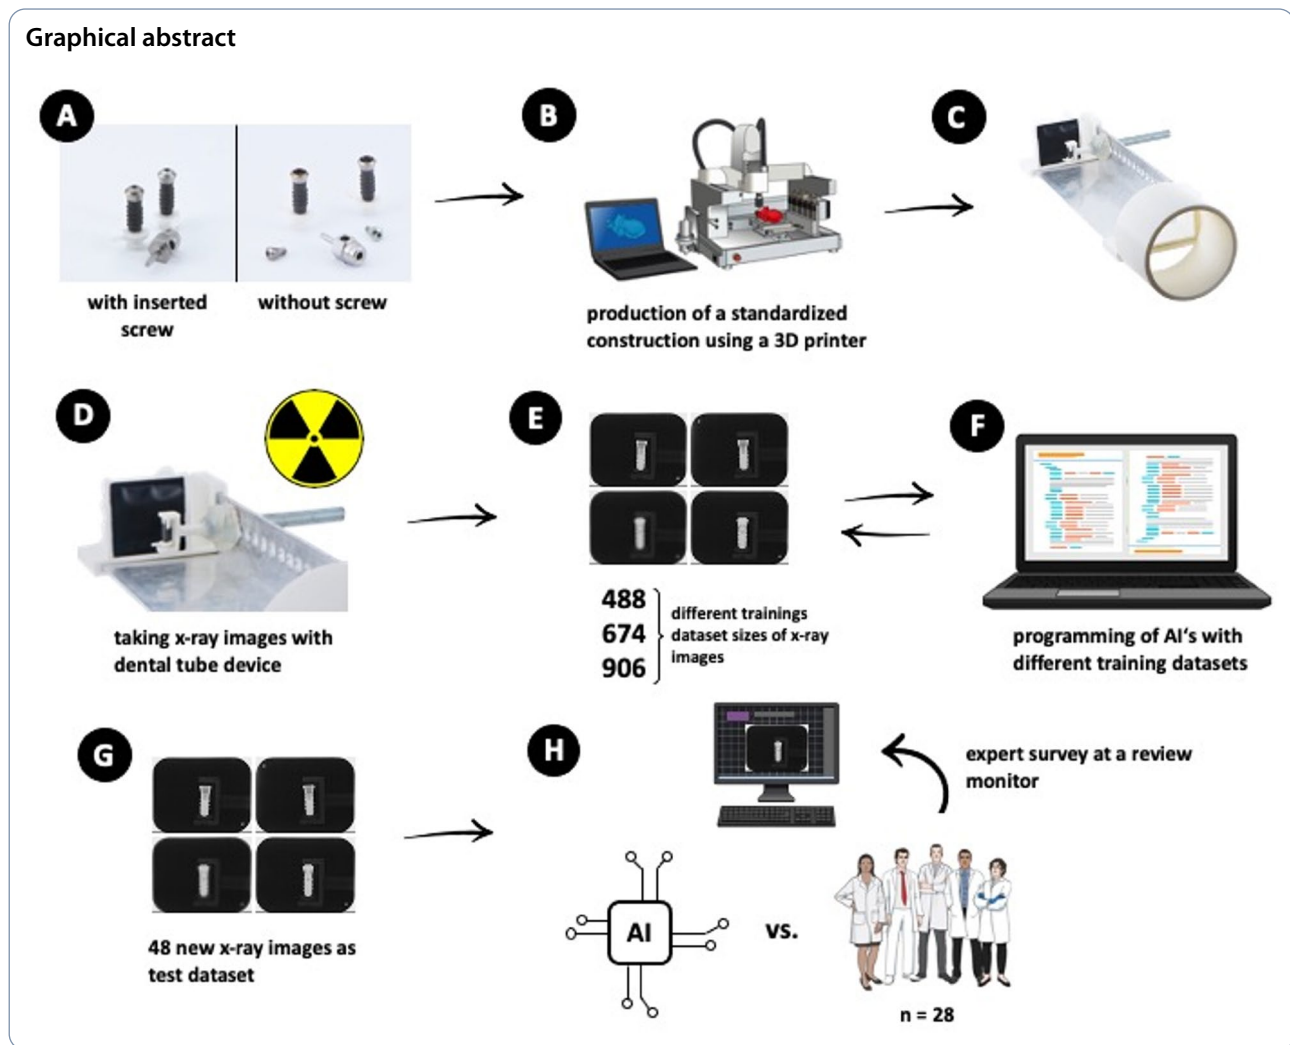 Graphical abstract
A
with inserted
screw
without screw
B
production of a standardized
construction using a 3D printer
C
D
taking x-ray images with
dental tube device
E
488
674
906
different trainings
dataset sizes of x-ray
images
F
programming of AI‘s with
different training datasets
G
48 new x-ray images as
test dataset
H
expert survey at a review
monitor
AI
vs.
n = 28